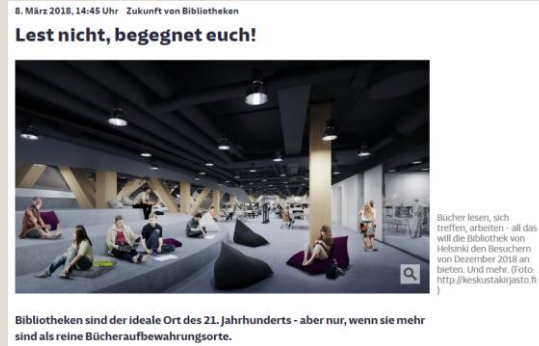 8. März 2018, 14:45 Uhr Zukunft von Bibliotheken
Lest nicht, begegnet euch!
Bücher lesen, sich
treffen, arbeiten - all das
will die Bibliothek von
Helsinki den Besuchern
von Dezember 2018 an
bieten. Und mehr. (Foto:
http://keskustakirjasto.fi
)
Bibliotheken sind der ideale Ort des 21. Jahrhunderts - aber nur, wenn sie mehr
sind als reine Bücheraufbewahrungsorte.